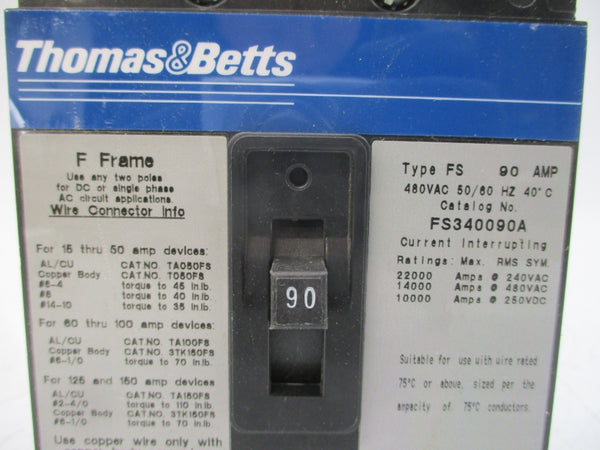 Thomas&Betts
F Frame
Use any two poles
for DC or single phase
AC circuit applications.
Wire Connector Info
For 15 thru 50 amp devices:
AL/CU CAT.NO. TA050FS
Copper Body CAT.NO. T050FS
#6-4 torque to 45 in.lb.
#8 torque to 40 in.lb.
#14-10 torque to 35 in.lb.
For 60 thru 100 amp devices:
AL/CU CAT.NO. TA100FS
Copper Body CAT.NO. 3TK150FS
#6-1/0 torque to 70 in.lb.
For 125 and 150 amp devices
AL/CU CAT.NO. TA150FS
#2-4/0 torque to 110 in.lb.
Copper Body CAT.NO. 3TK150FS
#6-1/0 torque to 70 in.lb.
Use copper wire only with
90
Type FS 90 AMP
480VAC 50/60 HZ 40°C
Catalog No.
FS340090A
Current Interrupting
Ratings: Max. RMS SYM.
22000 Amps @ 240VAC
14000 Amps @ 480VAC
10000 Amps @ 250VDC
Suitable for use with wire rated
75°C or above, sized per the
ampacity of 75°C conductors.